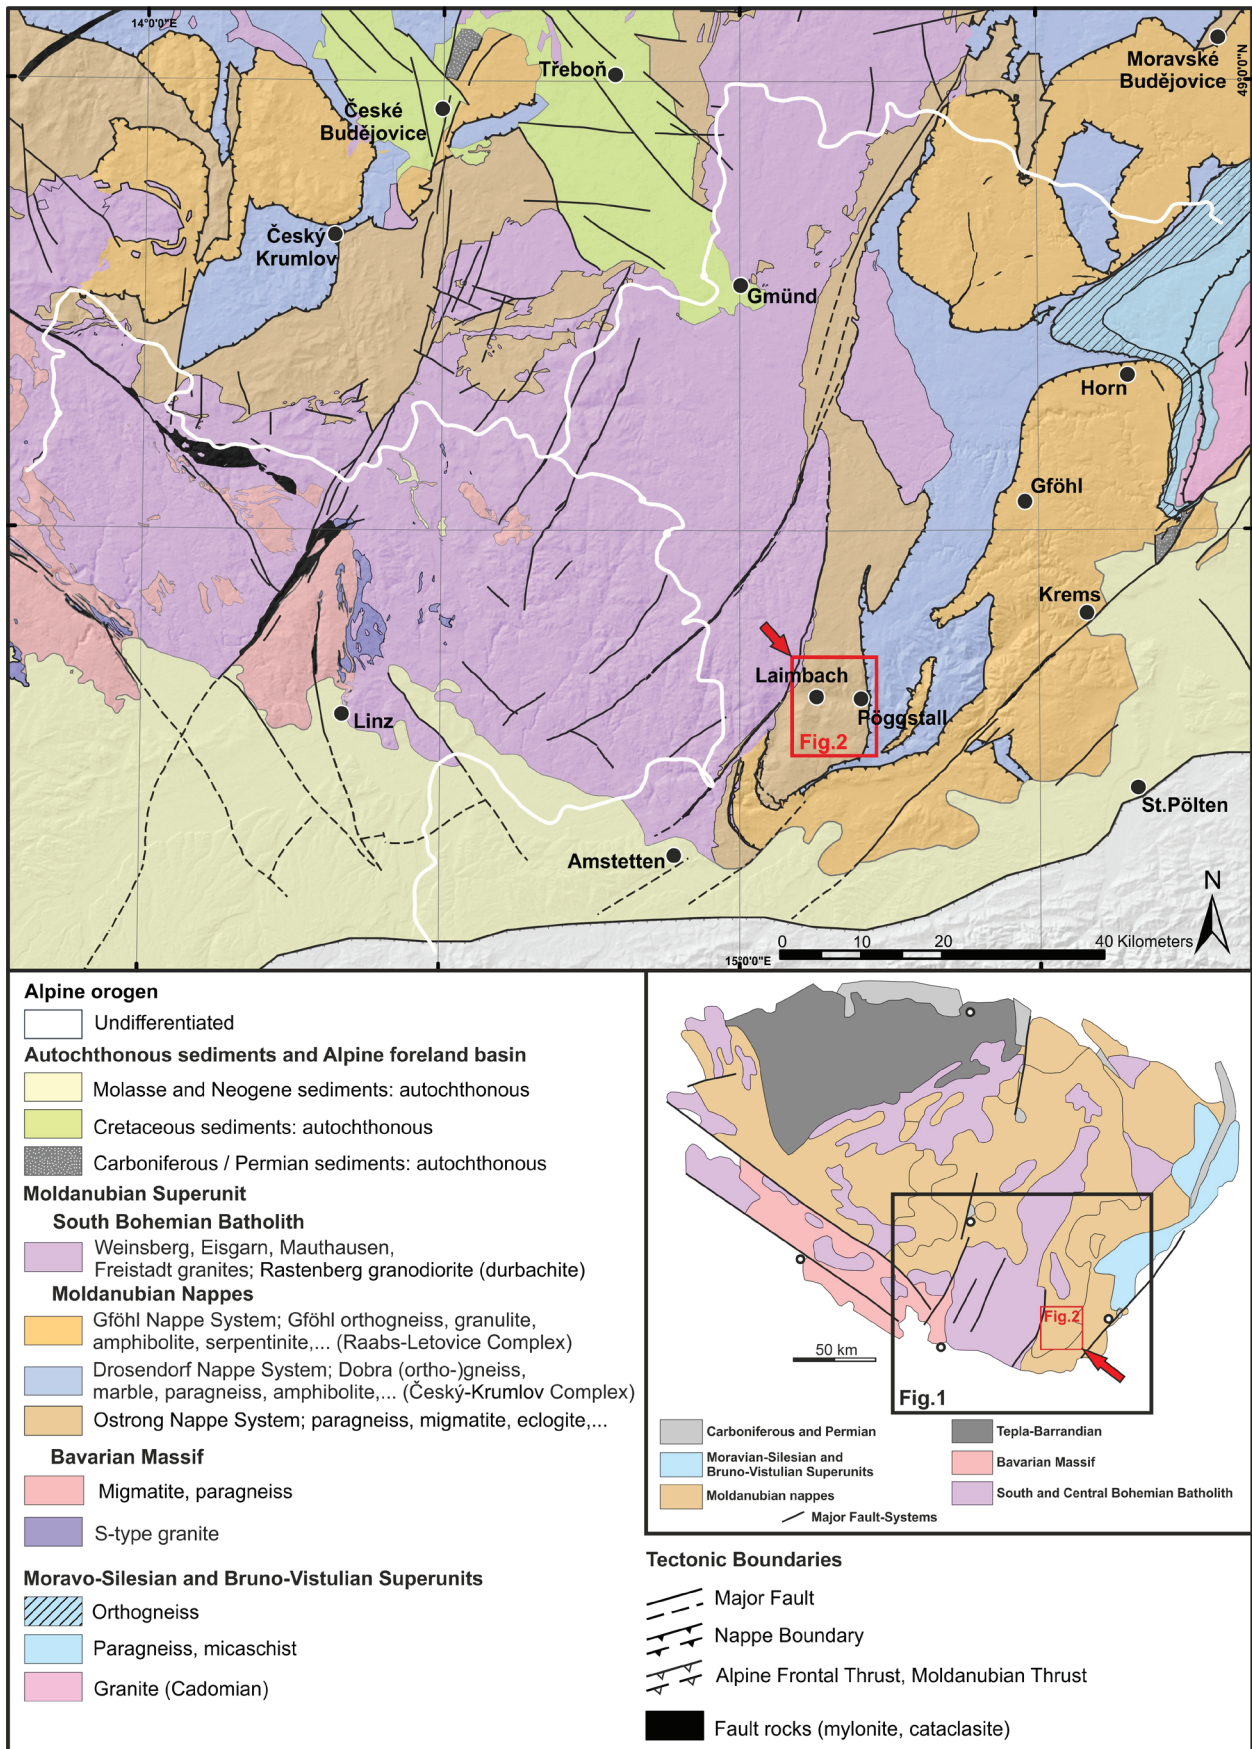 14°0'0"E
49°0'0"N
Třeboň
Moravské
Budějovice
České
Budějovice
Český
Krumlov
Gmünd
Horn
Gföhl
Krems
Laimbach
Pöggstall
Fig.2
Linz
St.Pölten
Amstetten
N
0 10 20 40 Kilometers
15°0'0"E
Alpine orogen
Undifferentiated
Autochthonous sediments and Alpine foreland basin
Molasse and Neogene sediments: autochthonous
Cretaceous sediments: autochthonous
Carboniferous / Permian sediments: autochthonous
Moldanubian Superunit
South Bohemian Batholith
Weinsberg, Eisgarn, Mauthausen,
Freistadt granites; Rastenberg granodiorite (durbachite)
Moldanubian Nappes
Gföhl Nappe System; Gföhl orthogneiss, granulite,
amphibolite, serpentinite,... (Raabs-Letovice Complex)
Drosendorf Nappe System; Dobra (ortho-)gneiss,
marble, paragneiss, amphibolite,... (Český-Krumlov Complex)
Ostrong Nappe System; paragneiss, migmatite, eclogite,...
Bavarian Massif
Migmatite, paragneiss
S-type granite
Moravo-Silesian and Bruno-Vistulian Superunits
Orthogneiss
Paragneiss, micaschist
Granite (Cadomian)
Fig.2
50 km
Fig.1
Carboniferous and Permian
Moravian-Silesian and
Bruno-Vistulian Superunits
Moldanubian nappes
Tepla-Barrandian
Bavarian Massif
South and Central Bohemian Batholith
Major Fault-Systems
Tectonic Boundaries
Major Fault
Nappe Boundary
Alpine Frontal Thrust, Moldanubian Thrust
Fault rocks (mylonite, cataclasite)